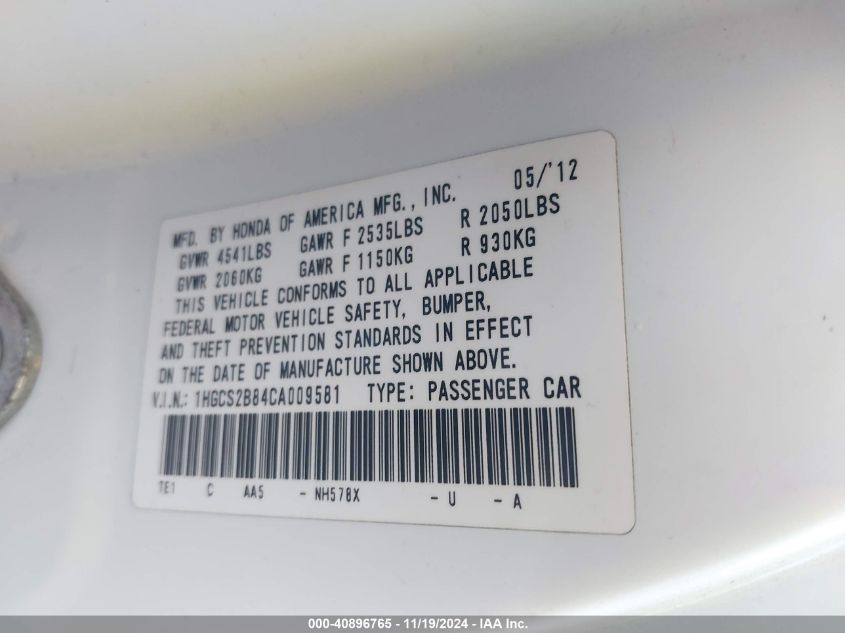 MFD. BY HONDA OF AMERICA MFG., INC. 05/'12
GVWR 4541LBS GAWR F 2535LBS R 2050LBS
GVWR 2060KG GAWR F 1150KG R 930KG
THIS VEHICLE CONFORMS TO ALL APPLICABLE
FEDERAL MOTOR VEHICLE SAFETY, BUMPER,
AND THEFT PREVENTION STANDARDS IN EFFECT
ON THE DATE OF MANUFACTURE SHOWN ABOVE.
V.I.N.: 1HGCS2B84CA009581 TYPE: PASSENGER CAR
TE1 C AA5 - NH578X - U - A
000-40896765 - 11/19/2024 - IAA Inc.